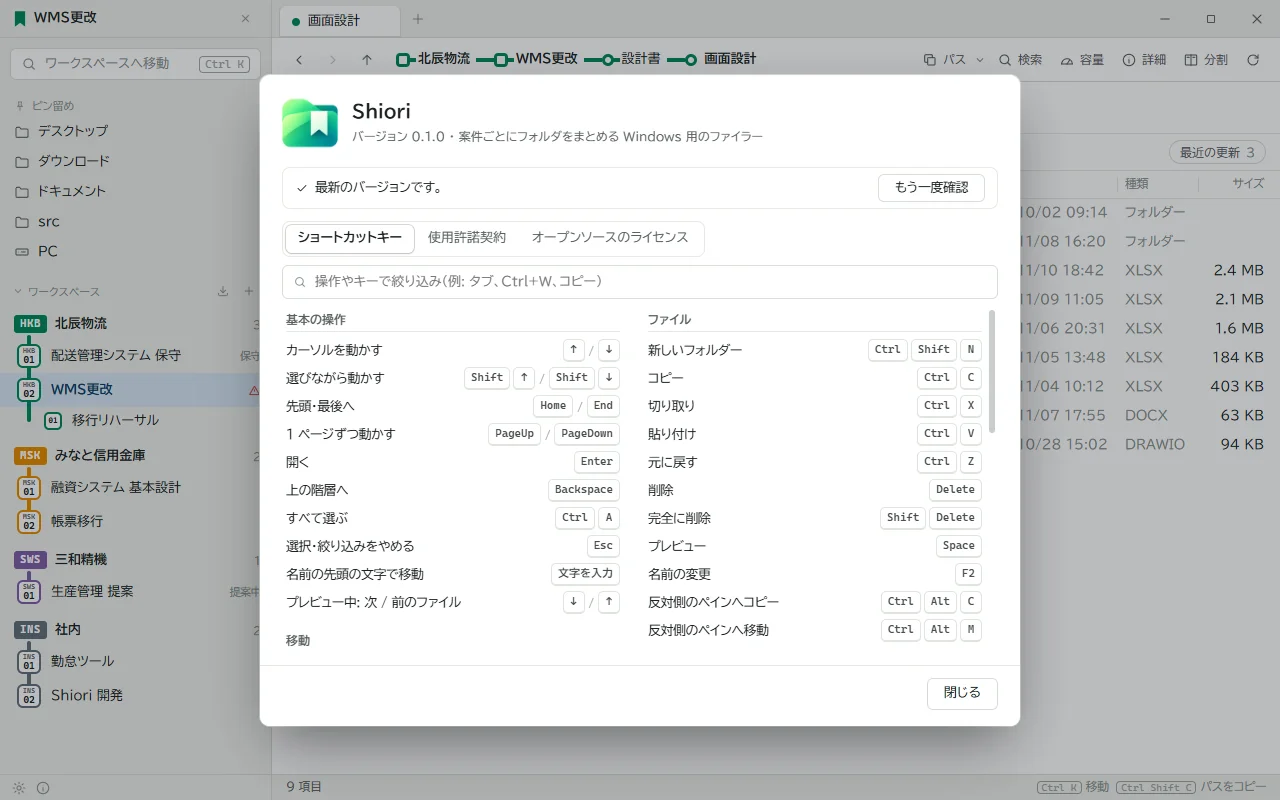 WMS更改
画面設計
ワークスペースへ移動 Ctrl K
北辰物流 WMS更改 設計書 画面設計
パス 検索 容量 詳細 分割
ピン留め
デスクトップ
ダウンロード
ドキュメント
src
PC
ワークスペース
HKB 北辰物流 3
HKB 01 配送管理システム 保守 保守
HKB 02 WMS更改
01 移行リハーサル
MSK みなと信用金庫 2
MSK 01 融資システム 基本設計
MSK 02 帳票移行
SWS 三和精機 1
SWS 01 生産管理 提案 提案中
INS 社内 2
INS 01 勤怠ツール
INS 02 Shiori 開発
Shiori
バージョン 0.1.0・案件ごとにフォルダをまとめる Windows 用のファイラー
最新のバージョンです。
もう一度確認
ショートカットキー 使用許諾契約 オープンソースのライセンス
操作やキーで絞り込み(例: タブ、Ctrl+W、コピー)
基本の操作
カーソルを動かす ↑ / ↓
選びながら動かす Shift ↑ / Shift ↓
先頭・最後へ Home / End
1 ページずつ動かす PageUp / PageDown
開く Enter
上の階層へ Backspace
すべて選ぶ Ctrl A
選択・絞り込みをやめる Esc
名前の先頭の文字で移動 文字を入力
プレビュー中: 次 / 前のファイル ↓ / ↑
移動
ファイル
新しいフォルダー Ctrl Shift N
コピー Ctrl C
切り取り Ctrl X
貼り付け Ctrl V
元に戻す Ctrl Z
削除 Delete
完全に削除 Shift Delete
プレビュー Space
名前の変更 F2
反対側のペインへコピー Ctrl Alt C
反対側のペインへ移動 Ctrl Alt M
閉じる
最近の更新 3
種類 サイズ
10/02 09:14 フォルダー
11/08 16:20 フォルダー
11/10 18:42 XLSX 2.4 MB
11/09 11:05 XLSX 2.1 MB
11/06 20:31 XLSX 1.6 MB
11/05 13:48 XLSX 184 KB
11/04 10:12 XLSX 403 KB
11/07 17:55 DOCX 63 KB
10/28 15:02 DRAWIO 94 KB
9 項目
Ctrl K 移動 Ctrl Shift C パスをコピー